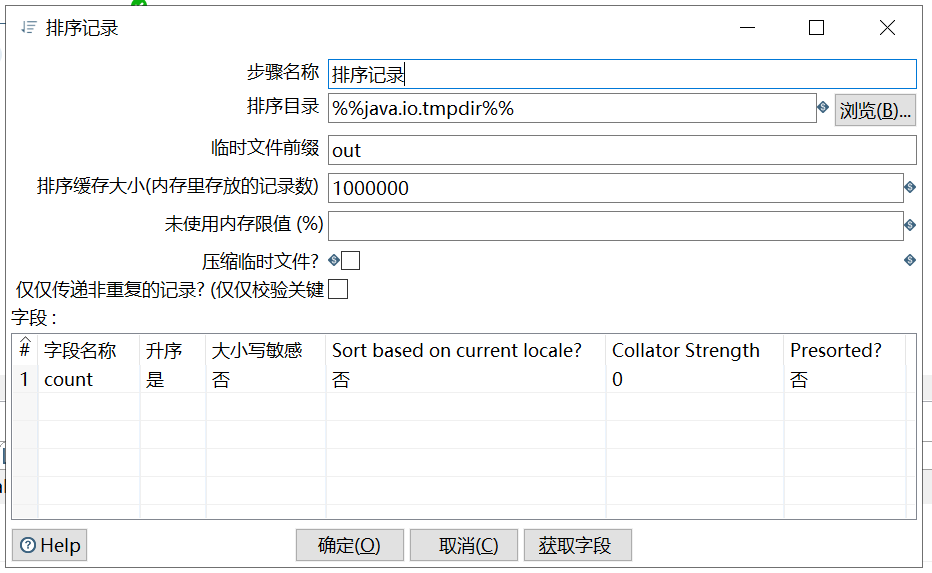 排序记录
步骤名称 排序记录
排序目录 %%java.io.tmpdir%% 浏览(B)...
临时文件前缀 out
排序缓存大小(内存里存放的记录数) 1000000
未使用内存限值 (%)
压缩临时文件?
仅仅传递非重复的记录? (仅仅校验关键
字段 :
# 字段名称 升序 大小写敏感 Sort based on current locale? Collator Strength Presorted?
1 count 是 否 否 0 否
Help 确定(O) 取消(C) 获取字段